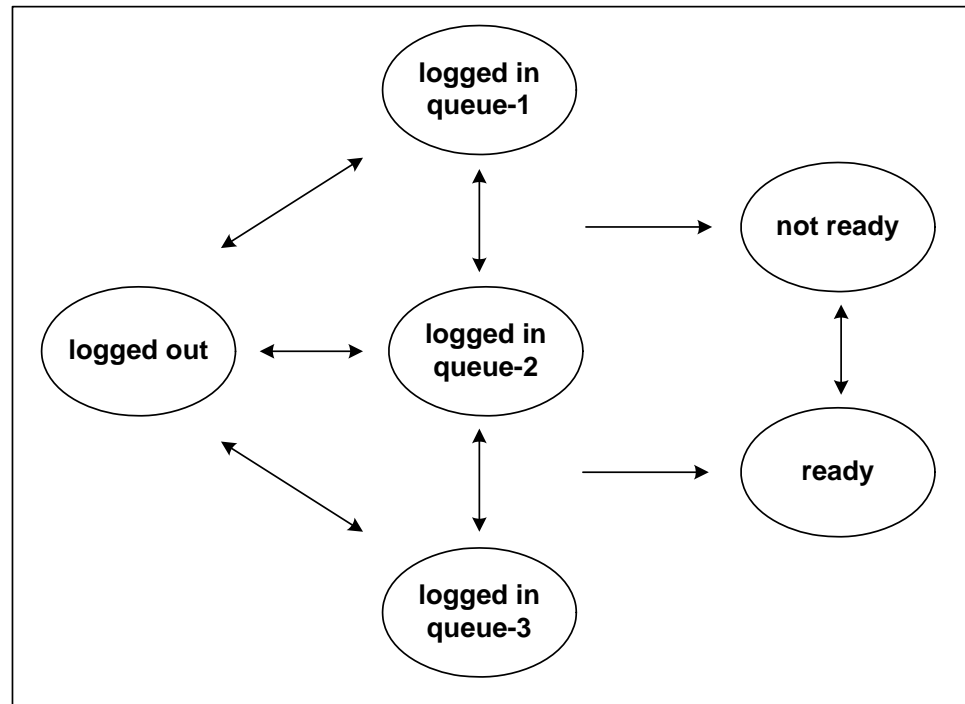 logged in
queue-1
not ready
logged out
logged in
queue-2
ready
logged in
queue-3